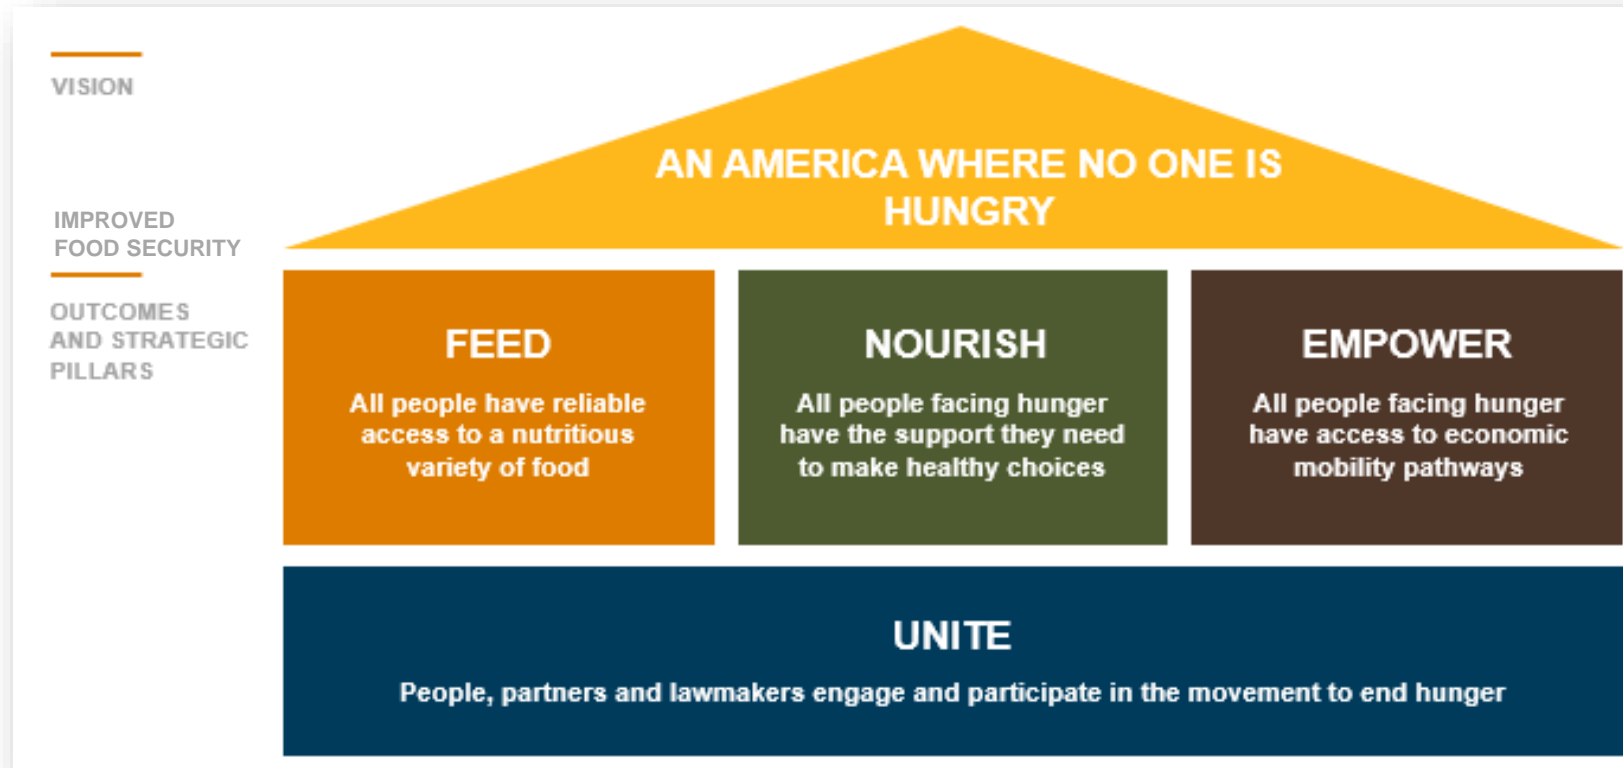 VISION
AN AMERICA WHERE NO ONE IS
HUNGRY
IMPROVED
FOOD SECURITY
OUTCOMES
AND STRATEGIC
PILLARS
FEED
All people have reliable
access to a nutritious
variety of food
NOURISH
All people facing hunger
have the support they need
to make healthy choices
EMPOWER
All people facing hunger
have access to economic
mobility pathways
UNITE
People, partners and lawmakers engage and participate in the movement to end hunger